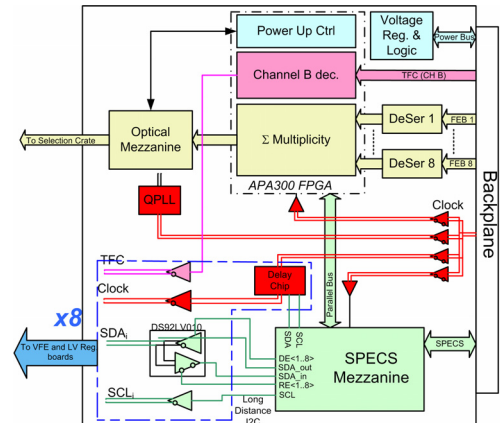 Power Up Ctrl
Voltage
Reg. &
Logic
Power Bus
Channel B dec.
TFC (CH B)
Optical
Mezzanine
To Selection Crate
Σ Multiplicity
DeSer 1
FEB 1
DeSer 8
FEB 8
APA300 FPGA
Backplane
QPLL
Clock
Parallel Bus
TFC
Clock
Delay
Chip
x8
SDA
SCL
To VFE and LV Reg.
boards
SDAi
DS92LV010
DE<1..8>
SDA_out
SDA_in
RE<1..8>
SCL
SPECS
Mezzanine
SPECS
SCLi
Long
Distance
I2C